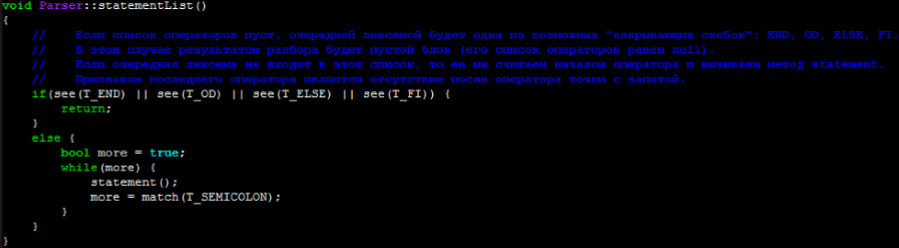 void Parser::statementList()
{
//    Если список операторов пуст, очередной лексемой будет одна из возможных "закрывающих скобок": END, OD, ELSE, FI.
//    В этом случае результатом разбора будет пустой блок (его список операторов равен null).
//    Если очередная лексема не входит в этот список, то ее мы считаем началом оператора и вызываем метод statement.
//    Признаком последнего оператора является отсутствие после оператора точки с запятой.
if(see(T_END) || see(T_OD) || see(T_ELSE) || see(T_FI)) {
return;
}
else {
bool more = true;
while(more) {
statement();
more = match(T_SEMICOLON);
}
}
}